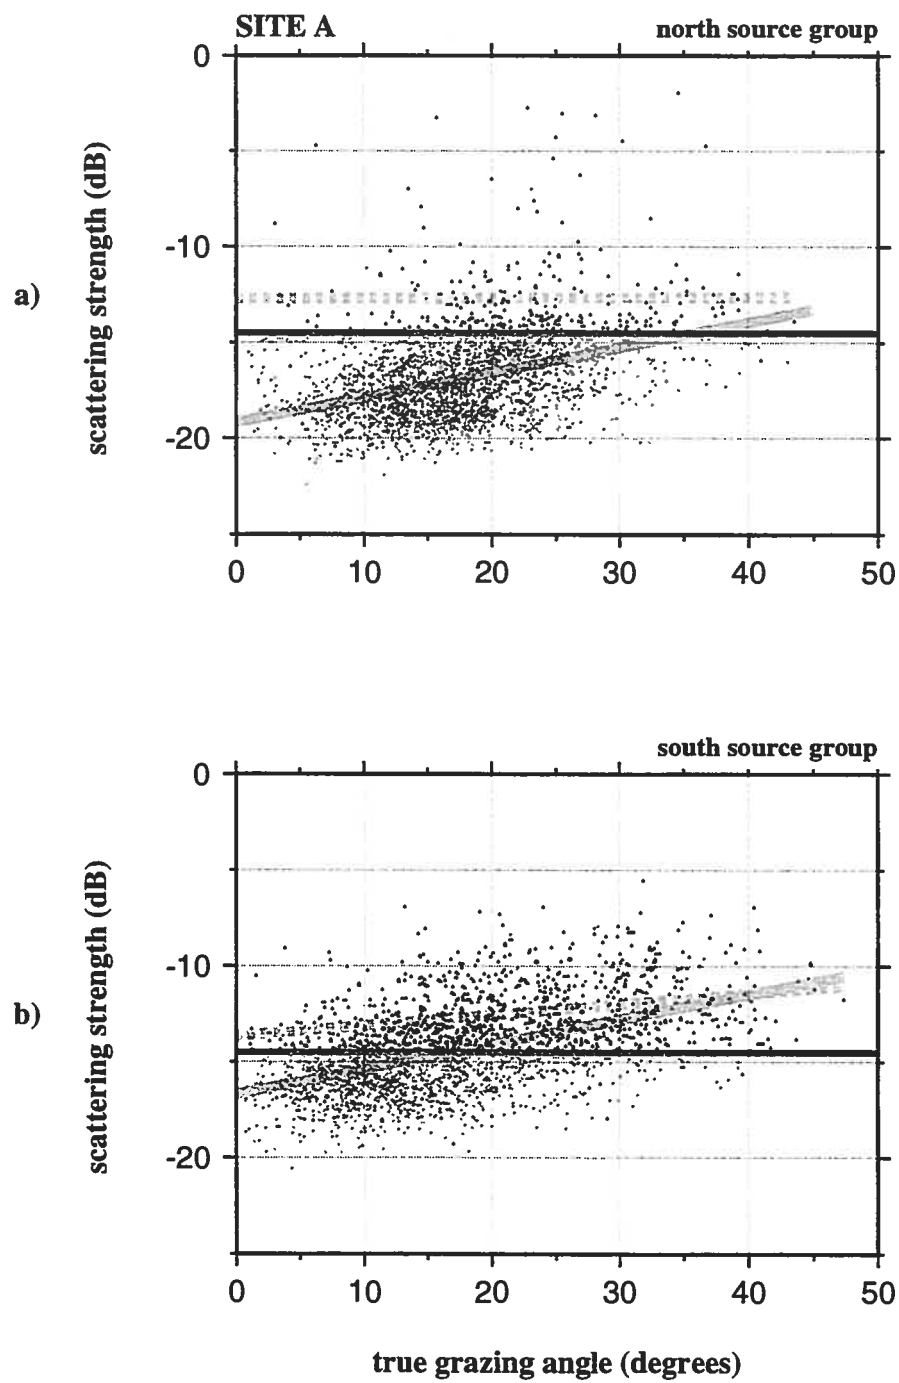 SITE A north source group
0
-10
-20
a)
scattering strength (dB)
0 10 20 30 40 50
south source group
0
-10
-20
b)
scattering strength (dB)
0 10 20 30 40 50
true grazing angle (degrees)